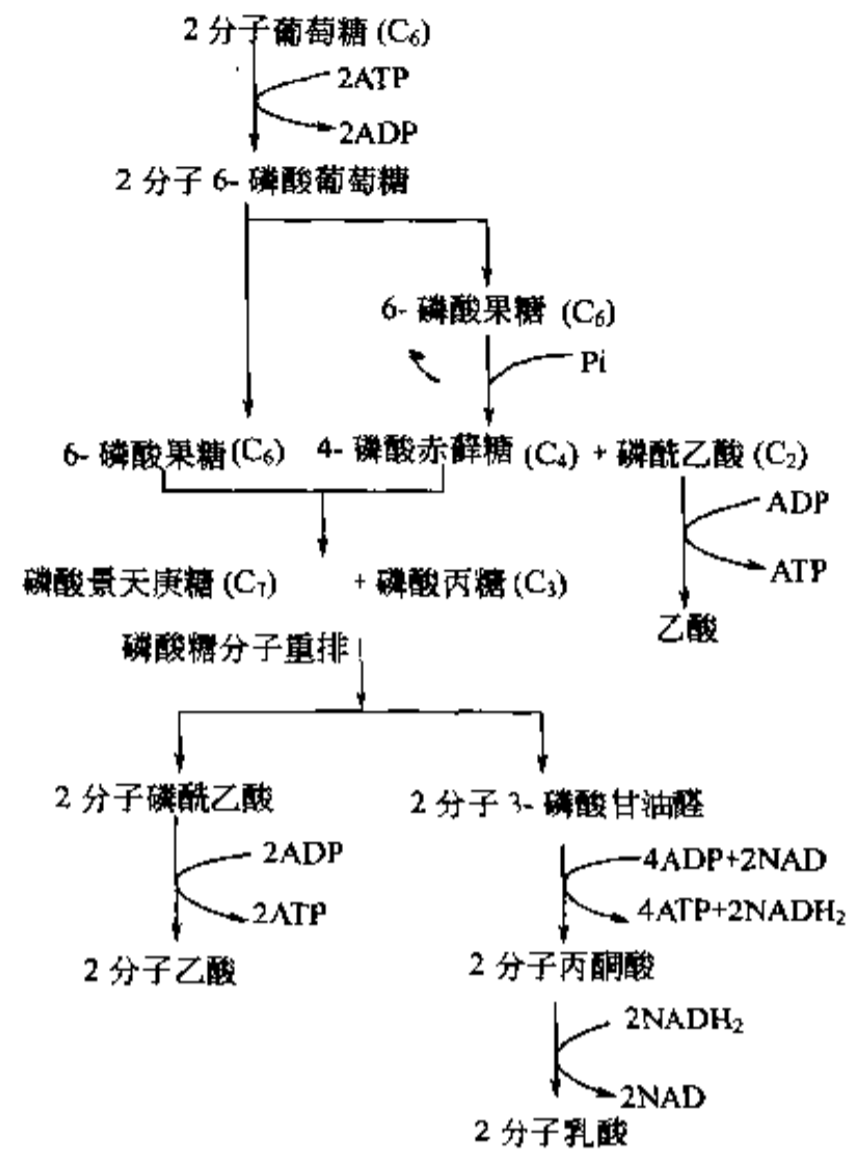 2 分子葡萄糖 (C₆)
2ATP
2ADP
2 分子 6- 磷酸葡萄糖
6- 磷酸果糖 (C₆)
Pi
6- 磷酸果糖 (C₆) 4- 磷酸赤藓糖 (C₄) + 磷酰乙酸 (C₂)
ADP
ATP
乙酸
磷酸景天庚糖 (C₇) + 磷酸丙糖 (C₃)
磷酸糖分子重排
2 分子磷酰乙酸 2 分子 3- 磷酸甘油醛
2ADP 4ADP+2NAD
2ATP 4ATP+2NADH₂
2 分子乙酸 2 分子丙酮酸
2NADH₂
2NAD
2 分子乳酸